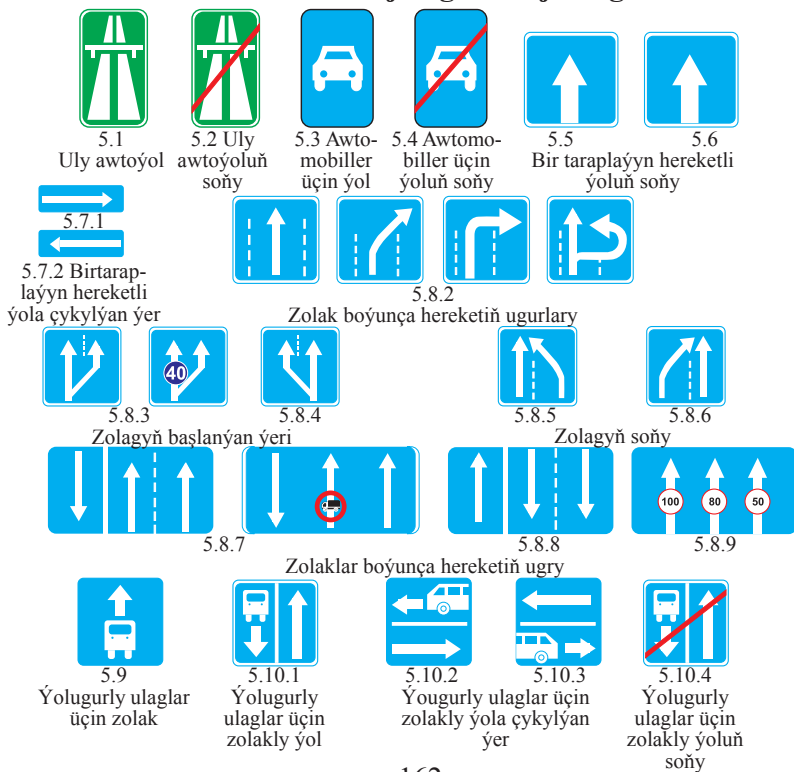 5.1
Uly awtoýol
5.2 Uly
awtoýoluň
soňy
5.3 Awto-
mobiller
üçin ýol
5.4 Awtomo-
biller üçin
ýoluň soňy
5.5
5.6
Bir taraplaýyn hereketli
ýoluň soňy
5.7.1
5.7.2 Birtarap-
laýyn hereketli
ýola çykylýan ýer
5.8.2
Zolak boýunça hereketiň ugurlary
40
5.8.3
5.8.4
Zolagyň başlanýan ýeri
5.8.5
5.8.6
Zolagyň soňy
5.8.7
5.8.8
100
80
50
5.8.9
Zolaklar boýunça hereketiň ugry
5.9
Ýolugurly ulaglar
üçin zolak
5.10.1
Ýolugurly
ulaglar üçin
zolakly ýol
5.10.2
5.10.3
Ýougurly ulaglar üçin
zolakly ýola çykylýan
ýer
5.10.4
Ýolugurly
ulaglar üçin
zolakly ýoluň
soňy